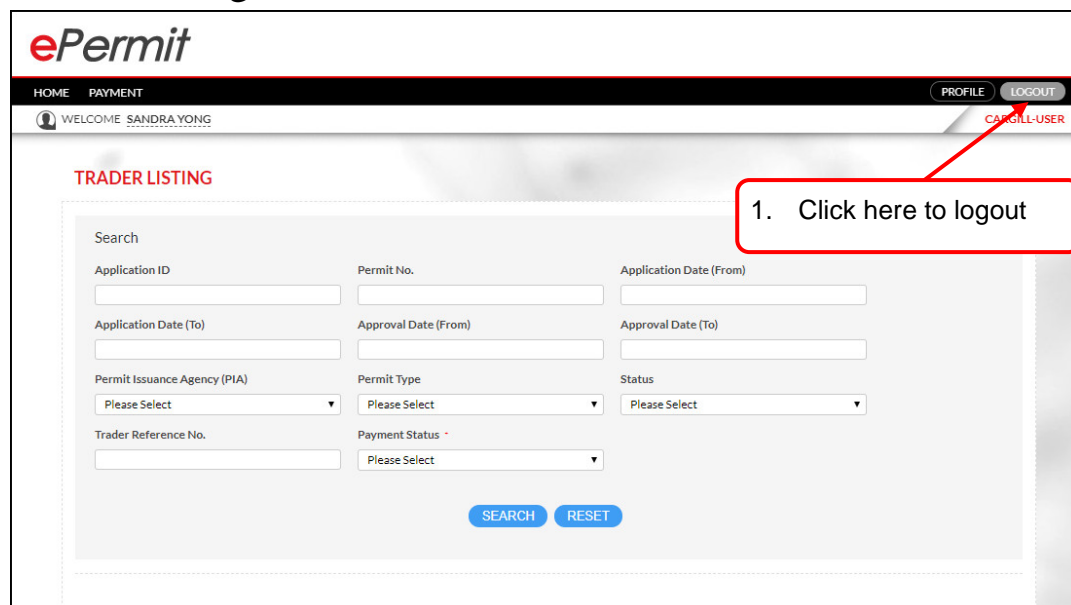 ePermit
HOME PAYMENT PROFILE LOGOUT
WELCOME SANDRA YONG CARGILL-USER
TRADER LISTING
1. Click here to logout
Search
Application ID Permit No. Application Date (From)
Application Date (To) Approval Date (From) Approval Date (To)
Permit Issuance Agency (PIA) Permit Type Status
Please Select Please Select Please Select
Trader Reference No. Payment Status *
Please Select
SEARCH RESET